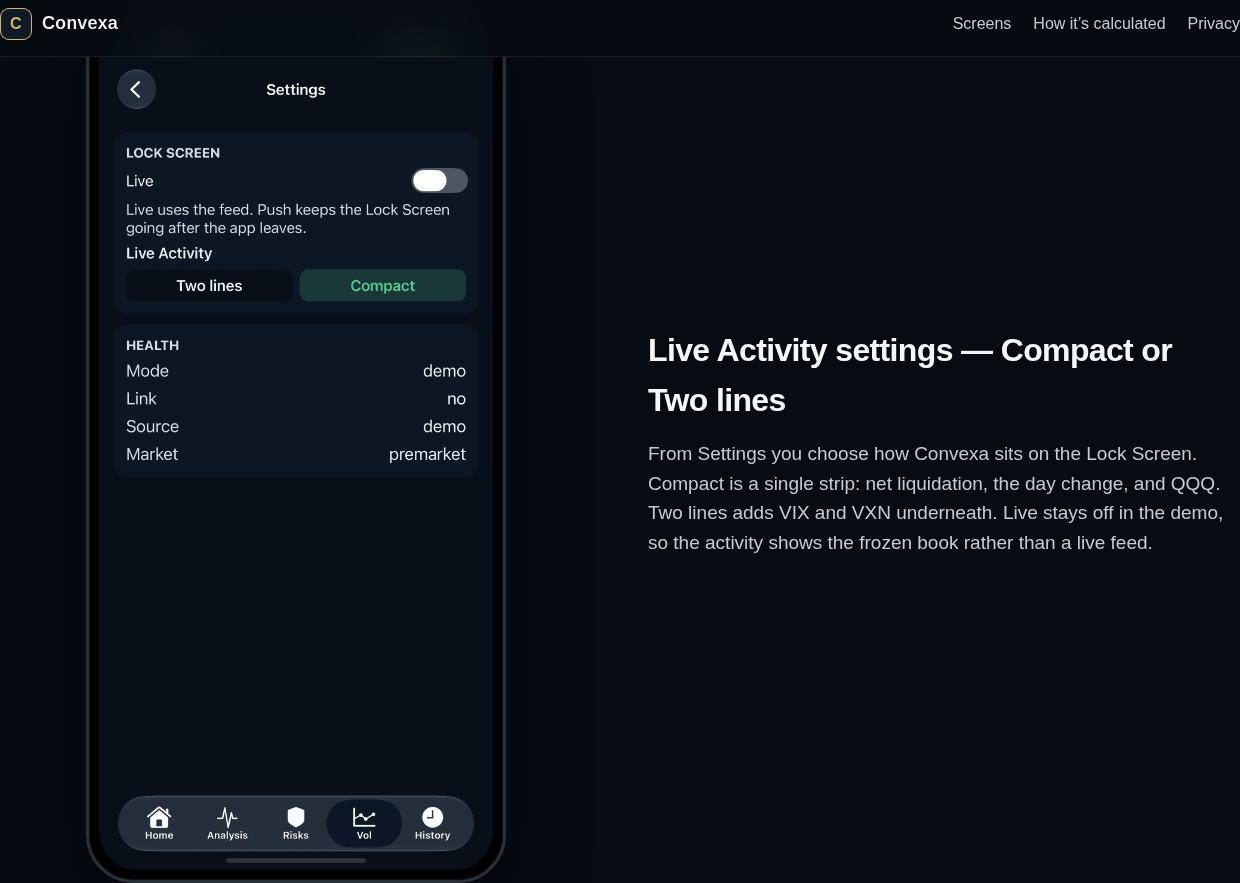 C Convexa
Screens How it's calculated Privacy
Settings
LOCK SCREEN
Live
Live uses the feed. Push keeps the Lock Screen
going after the app leaves.
Live Activity
Two lines Compact
HEALTH
Mode demo
Link no
Source demo
Market premarket
Home Analysis Risks Vol History
Live Activity settings — Compact or
Two lines
From Settings you choose how Convexa sits on the Lock Screen.
Compact is a single strip: net liquidation, the day change, and QQQ.
Two lines adds VIX and VXN underneath. Live stays off in the demo,
so the activity shows the frozen book rather than a live feed.